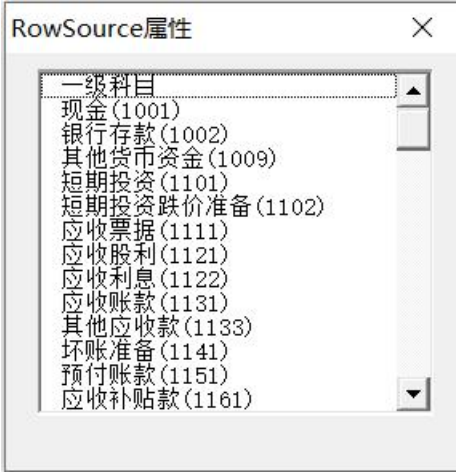 RowSource属性
一级科目
现金(1001)
银行存款(1002)
其他货币资金(1009)
短期投资(1101)
短期投资跌价准备(1102)
应收票据(1111)
应收股利(1121)
应收利息(1122)
应收账款(1131)
其他应收款(1133)
坏账准备(1141)
预付账款(1151)
应收补贴款(1161)